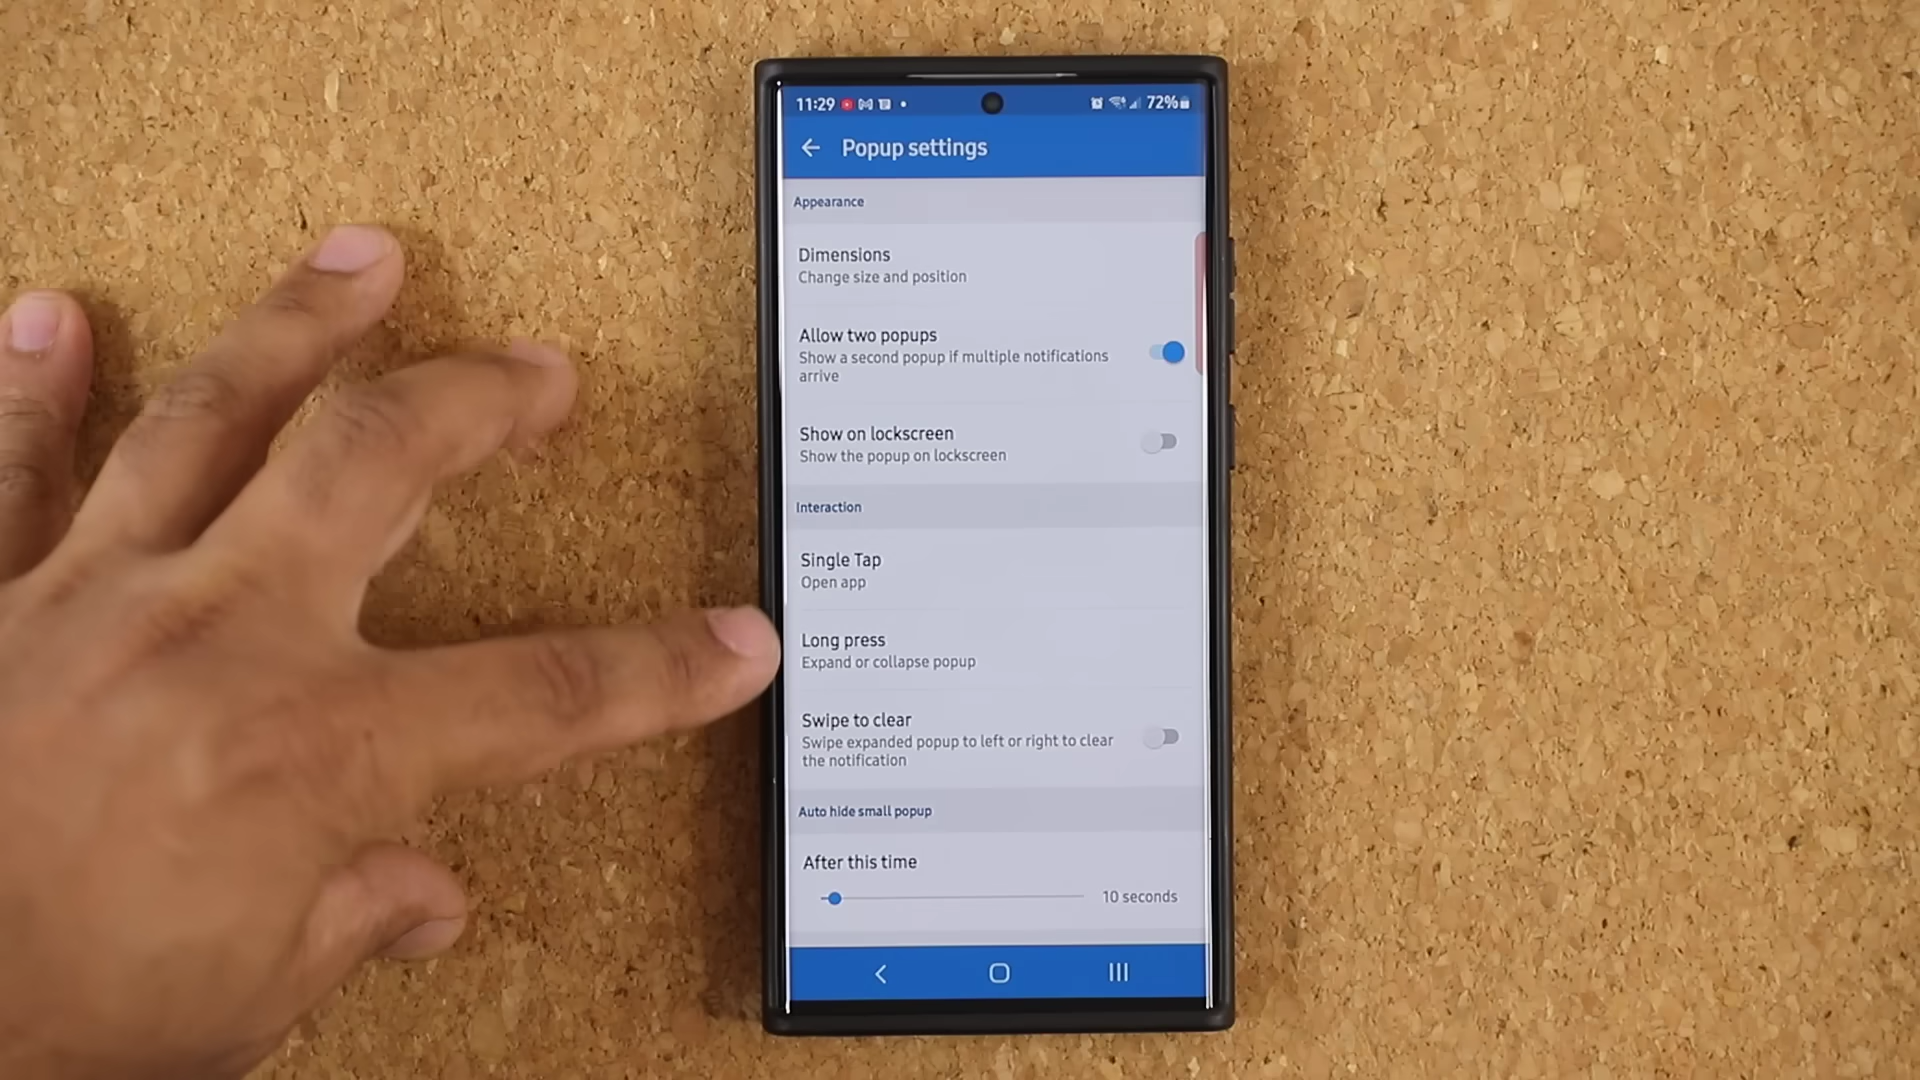 11:29
72%
Popup settings
Appearance
Dimensions
Change size and position
Allow two popups
Show a second popup if multiple notifications
arrive
Show on lockscreen
Show the popup on lockscreen
Interaction
Single Tap
Open app
Long press
Expand or collapse popup
Swipe to clear
Swipe expanded popup to left or right to clear
the notification
Auto hide small popup
After this time
10 seconds